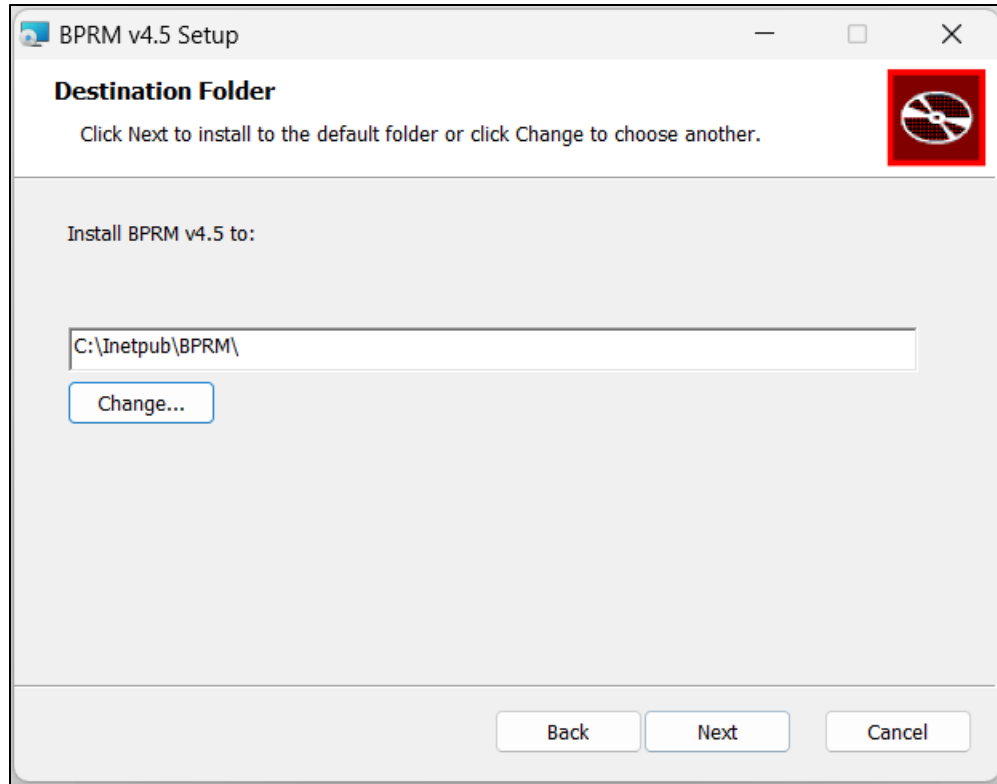 BPRM v4.5 Setup
Destination Folder
Click Next to install to the default folder or click Change to choose another.
Install BPRM v4.5 to:
C:\Inetpub\BPRM\
Change...
Back Next Cancel